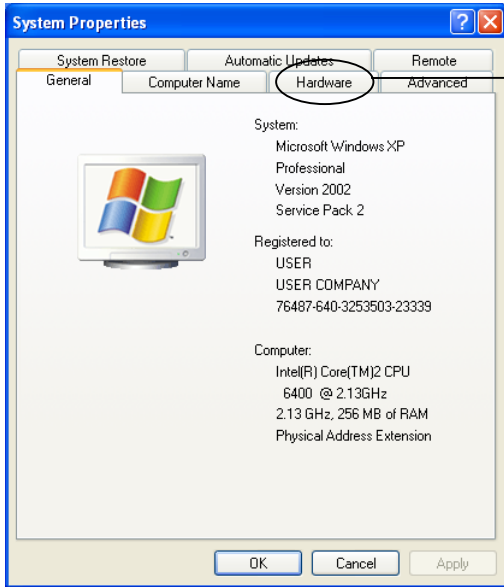 System Properties
System Restore Automatic Updates Remote
General Computer Name Hardware Advanced
System:
Microsoft Windows XP
Professional
Version 2002
Service Pack 2
Registered to:
USER
USER COMPANY
76487-640-3253503-23339
Computer:
Intel(R) Core(TM)2 CPU
6400 @ 2.13GHz
2.13 GHz, 256 MB of RAM
Physical Address Extension
OK Cancel Apply